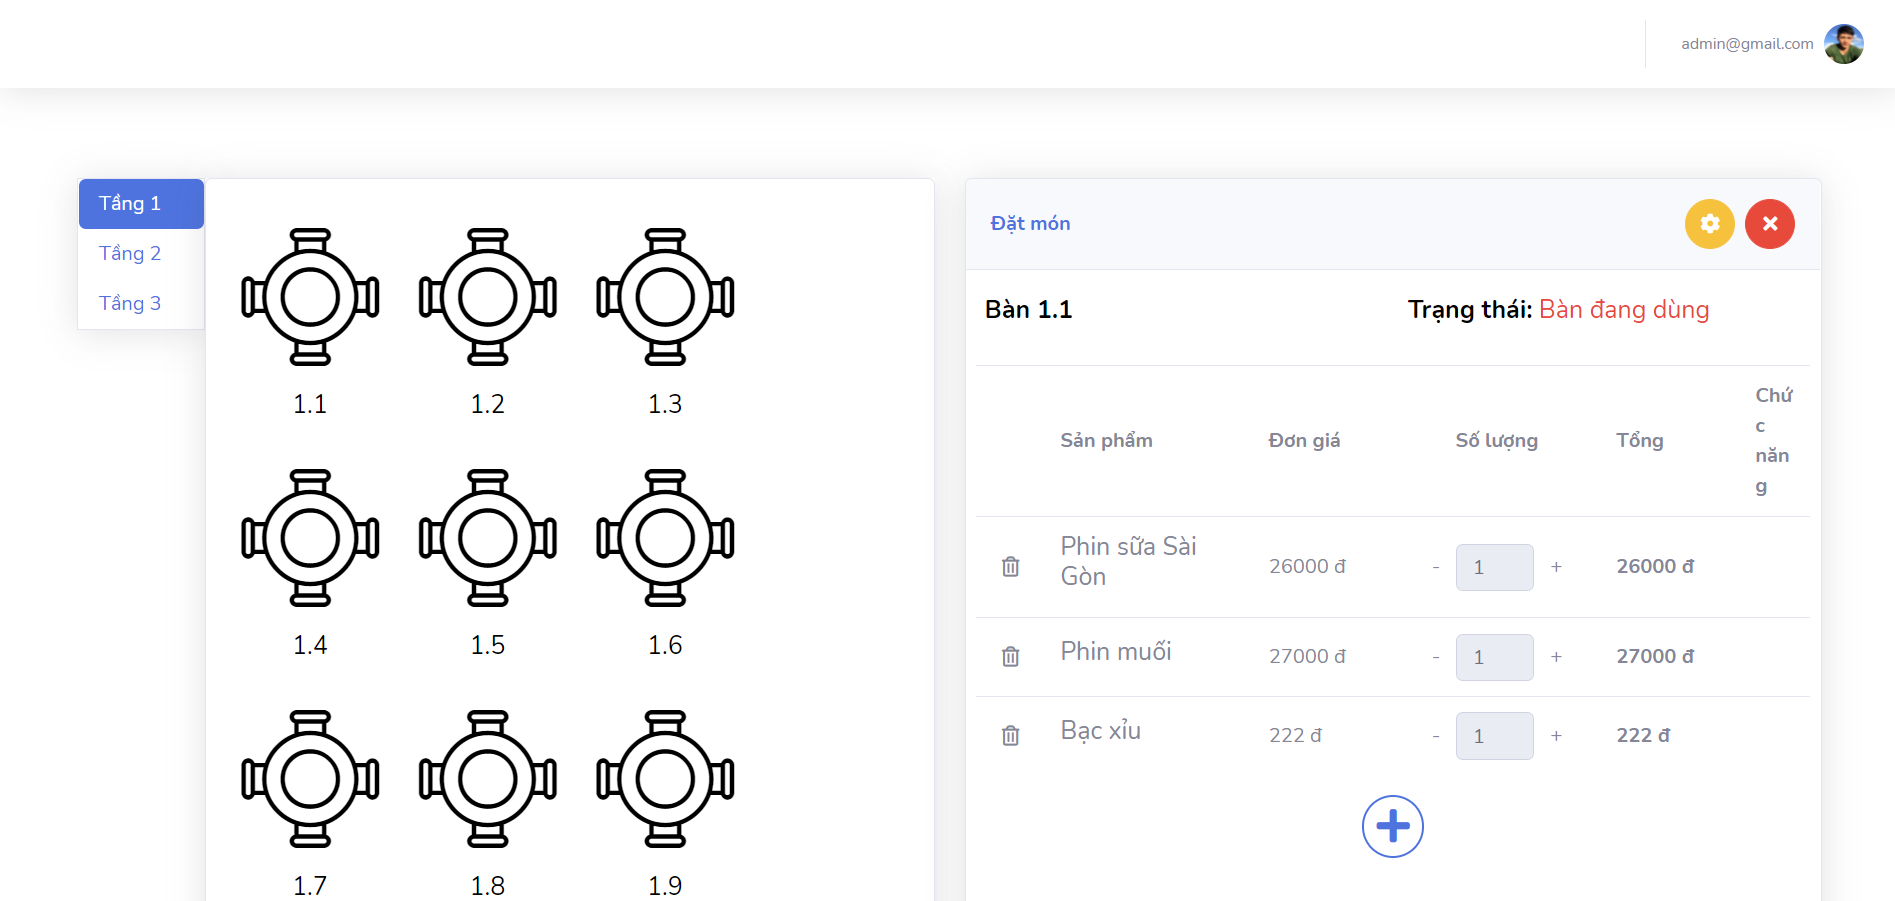 admin@gmail.com
Tầng 1
Tầng 2
Tầng 3
1.1 1.2 1.3
1.4 1.5 1.6
1.7 1.8 1.9
Đặt món
Bàn 1.1 Trạng thái: Bàn đang dùng
Sản phẩm Đơn giá Số lượng Tổng Chứ
c
năn
g
Phin sữa Sài
Gòn
26000 đ - 1 + 26000 đ
Phin muối 27000 đ - 1 + 27000 đ
Bạc xỉu 222 đ - 1 + 222 đ